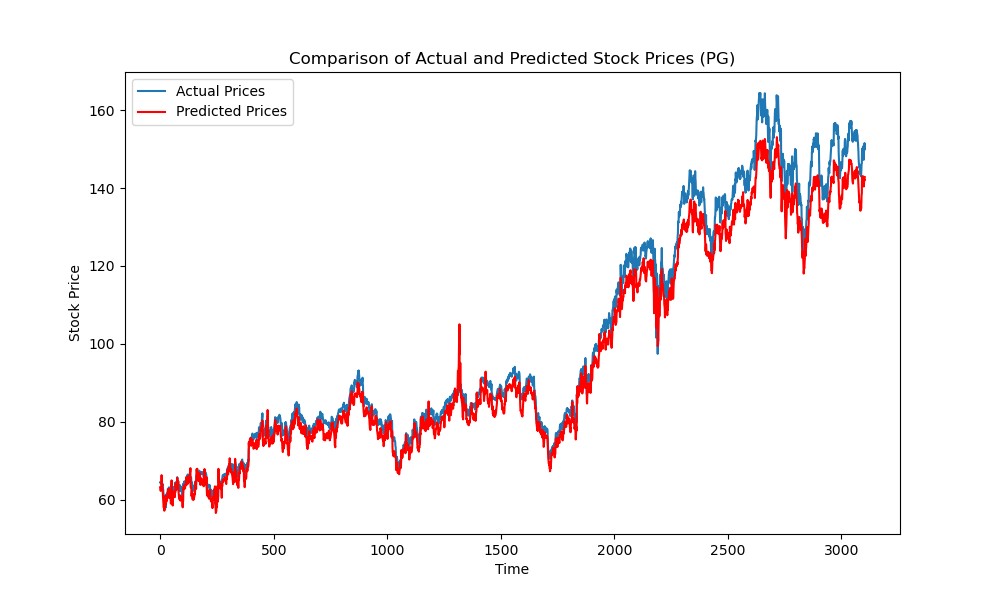 Comparison of Actual and Predicted Stock Prices (PG)
Actual Prices
Predicted Prices
160
140
120
100
80
60
Stock Price
0 500 1000 1500 2000 2500 3000
Time